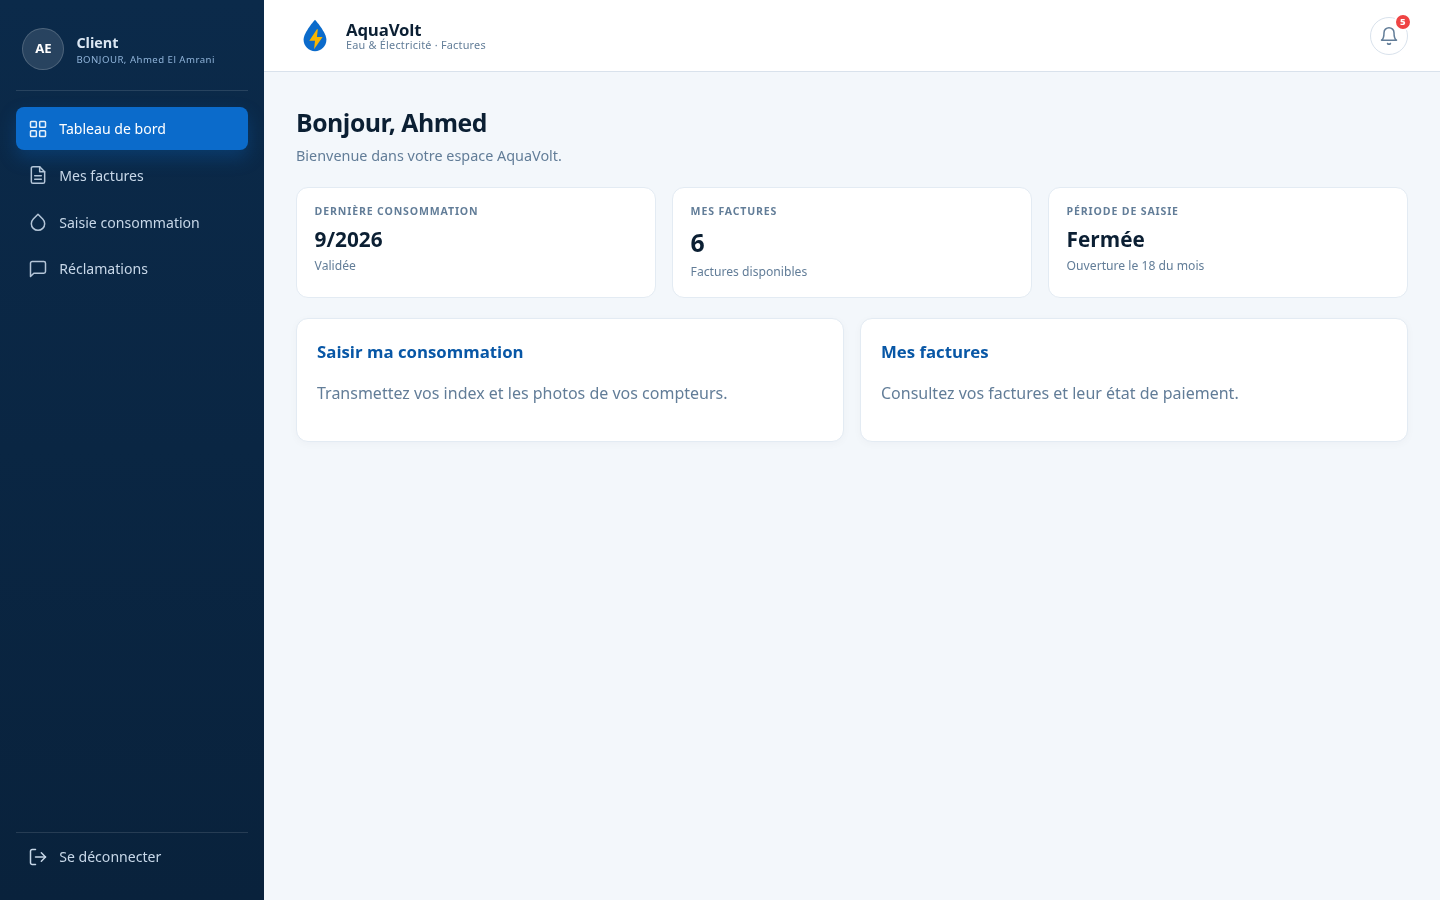 AE
Client
BONJOUR, Ahmed El Amrani
Tableau de bord
Mes factures
Saisie consommation
Réclamations
Se déconnecter
AquaVolt
Eau & Électricité · Factures
5
Bonjour, Ahmed
Bienvenue dans votre espace AquaVolt.
DERNIÈRE CONSOMMATION
9/2026
Validée
MES FACTURES
6
Factures disponibles
PÉRIODE DE SAISIE
Fermée
Ouverture le 18 du mois
Saisir ma consommation
Transmettez vos index et les photos de vos compteurs.
Mes factures
Consultez vos factures et leur état de paiement.